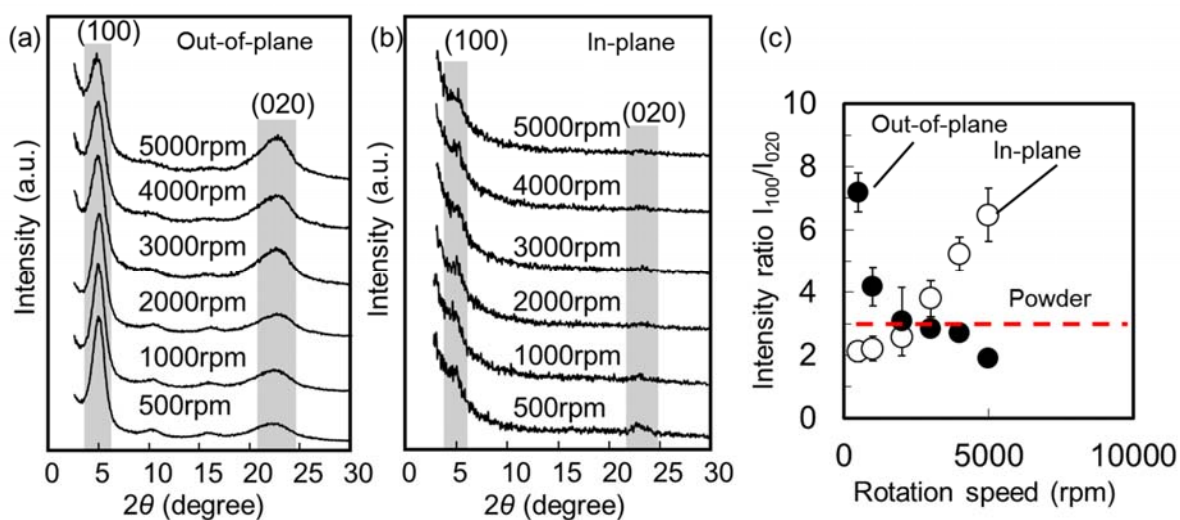 (a)
(100)
Out-of-plane
(020)
5000rpm
4000rpm
3000rpm
2000rpm
1000rpm
500rpm
Intensity (a.u.)
0 5 10 15 20 25 30
2θ (degree)
(b)
(100)
In-plane
(020)
5000rpm
4000rpm
3000rpm
2000rpm
1000rpm
500rpm
Intensity (a.u.)
0 5 10 15 20 25 30
2θ (degree)
(c)
10
8
6
4
2
0
Out-of-plane
In-plane
Powder
Intensity ratio I100/I020
0 5000 10000
Rotation speed (rpm)